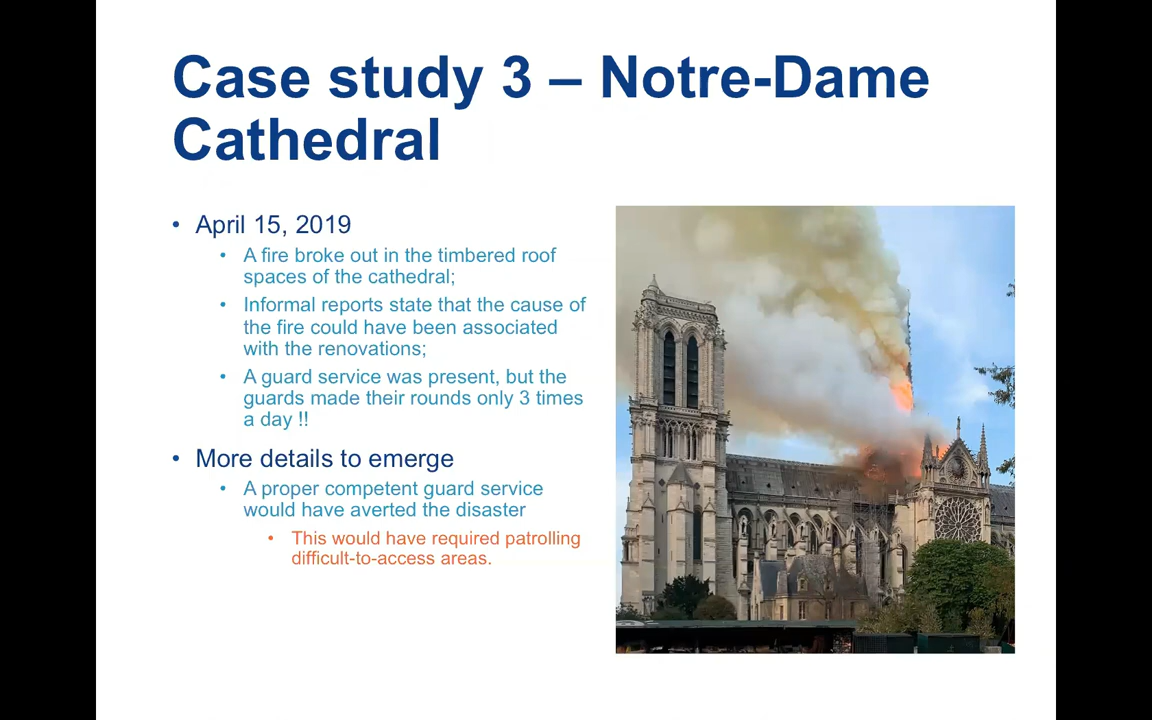 Case study 3 – Notre-Dame
Cathedral
• April 15, 2019
• A fire broke out in the timbered roof
spaces of the cathedral;
• Informal reports state that the cause of
the fire could have been associated
with the renovations;
• A guard service was present, but the
guards made their rounds only 3 times
a day !!
• More details to emerge
• A proper competent guard service
would have averted the disaster
• This would have required patrolling
difficult-to-access areas.